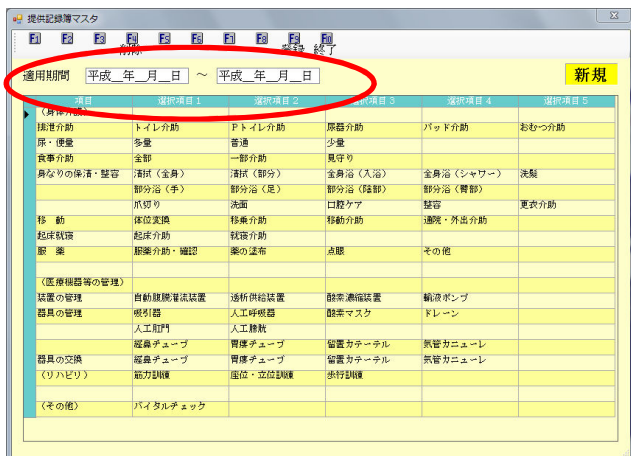 提供記録簿マスタ
F1 F2 F3 F4 F5 F6 F7 F8 F9 F10
削除 登録 終了
適用期間 平成__年__月__日 ～ 平成__年__月__日 新規
項目 選択項目1 選択項目2 選択項目3 選択項目4 選択項目5
(身体介護)
排泄介助 トイレ介助 Pトイレ介助 尿器介助 パッド介助 おむつ介助
尿・便量 多量 普通 少量
食事介助 全部 一部介助 見守り
身なりの保清・整容 清拭（全身） 清拭（部分） 全身浴（入浴） 全身浴（シャワー） 洗髪
部分浴（手） 部分浴（足） 部分浴（陰部） 部分浴（臀部）
爪切り 洗面 口腔ケア 整容 更衣介助
移　動 体位変換 移乗介助 移動介助 通院・外出介助
起床就寝 起床介助 就寝介助
服　薬 服薬介助・確認 薬の塗布 点眼 その他
（医療機器等の管理）
装置の管理 自動腹膜灌流装置 透析供給装置 酸素濃縮装置 輸液ポンプ
器具の管理 吸引器 人工呼吸器 酸素マスク ドレーン
人工肛門 人工膀胱
経鼻チューブ 胃瘻チューブ 留置カテーテル 気管カニューレ
器具の交換 経鼻チューブ 胃瘻チューブ 留置カテーテル 気管カニューレ
（リハビリ） 筋力訓練 座位・立位訓練 歩行訓練
（その他） バイタルチェック